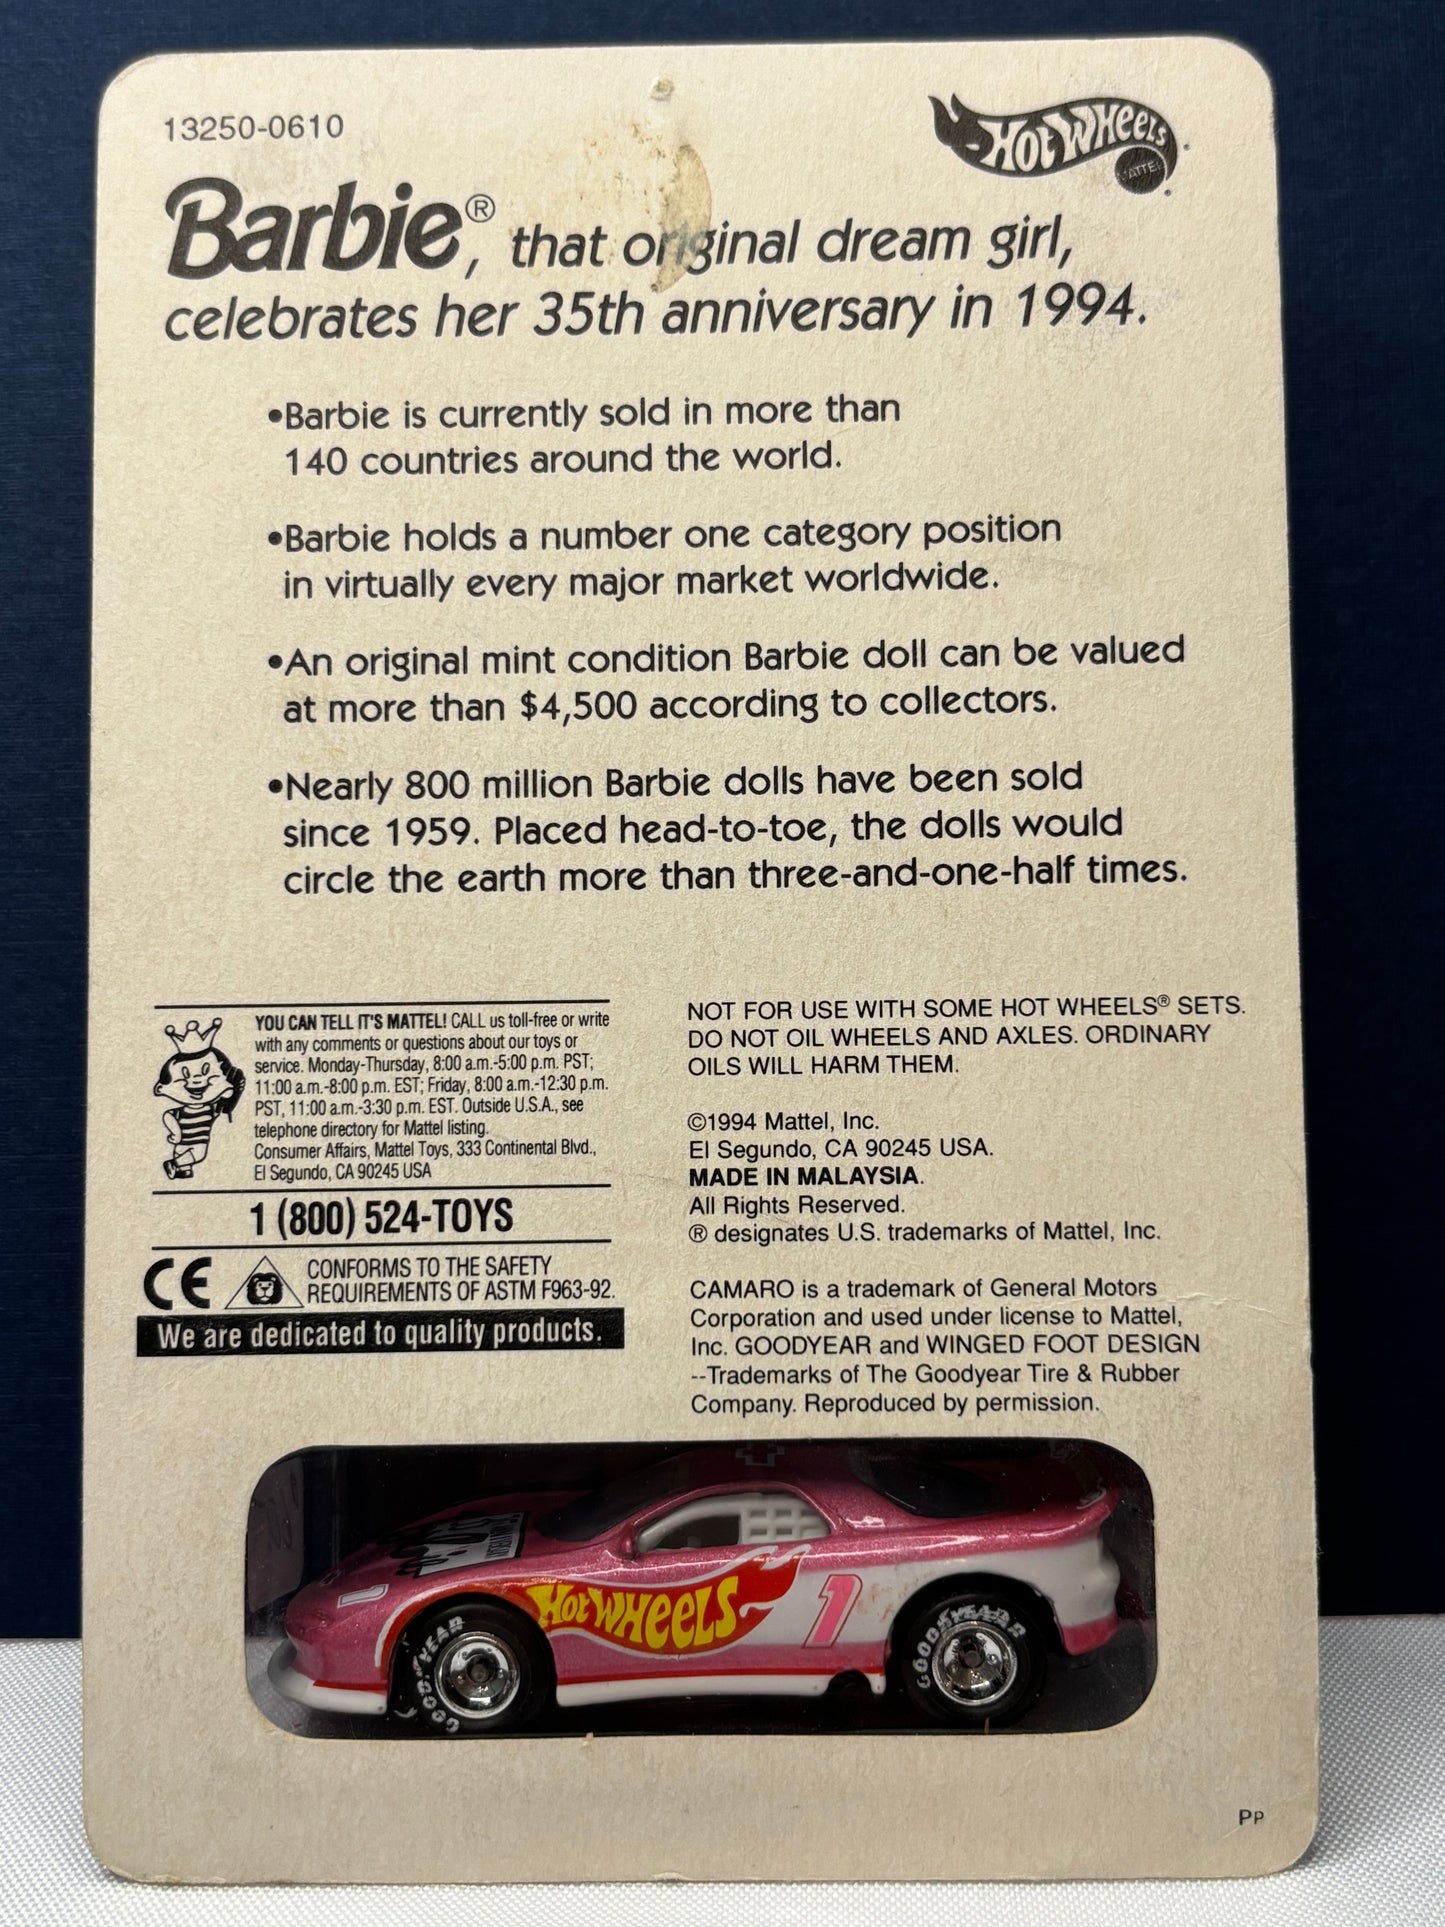 13250-0610
HOT WHEELS
MATTEL
Barbie®, that original dream girl,
celebrates her 35th anniversary in 1994.
•Barbie is currently sold in more than
140 countries around the world.
•Barbie holds a number one category position
in virtually every major market worldwide.
•An original mint condition Barbie doll can be valued
at more than $4,500 according to collectors.
•Nearly 800 million Barbie dolls have been sold
since 1959. Placed head-to-toe, the dolls would
circle the earth more than three-and-one-half times.
YOU CAN TELL IT'S MATTEL! CALL us toll-free or write
with any comments or questions about our toys or
service. Monday-Thursday, 8:00 a.m.-5:00 p.m. PST;
11:00 a.m.-8:00 p.m. EST; Friday, 8:00 a.m.-12:30 p.m.
PST, 11:00 a.m.-3:30 p.m. EST. Outside U.S.A., see
telephone directory for Mattel listing.
Consumer Affairs, Mattel Toys, 333 Continental Blvd.,
El Segundo, CA 90245 USA
1 (800) 524-TOYS
CE
CONFORMS TO THE SAFETY
REQUIREMENTS OF ASTM F963-92.
We are dedicated to quality products.
NOT FOR USE WITH SOME HOT WHEELS® SETS.
DO NOT OIL WHEELS AND AXLES. ORDINARY
OILS WILL HARM THEM.
©1994 Mattel, Inc.
El Segundo, CA 90245 USA.
MADE IN MALAYSIA.
All Rights Reserved.
® designates U.S. trademarks of Mattel, Inc.
CAMARO is a trademark of General Motors
Corporation and used under license to Mattel,
Inc. GOODYEAR and WINGED FOOT DESIGN
--Trademarks of The Goodyear Tire & Rubber
Company. Reproduced by permission.
1
HOT WHEELS
1
GOODYEAR
GOODYEAR
PP